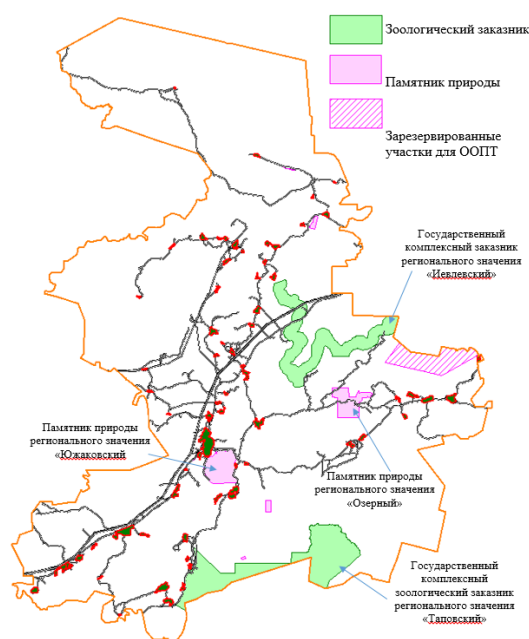 Зоологический заказник
Памятник природы
Зарезервированные
участки для ООПТ
Государственный
комплексный заказник
регионального значения
«Иевлевский»
Памятник природы
регионального значения
«Южаковский
Памятник природы
регионального значения
«Озерный»
Государственный
комплексный
зоологический заказник
регионального значения
«Таповский»